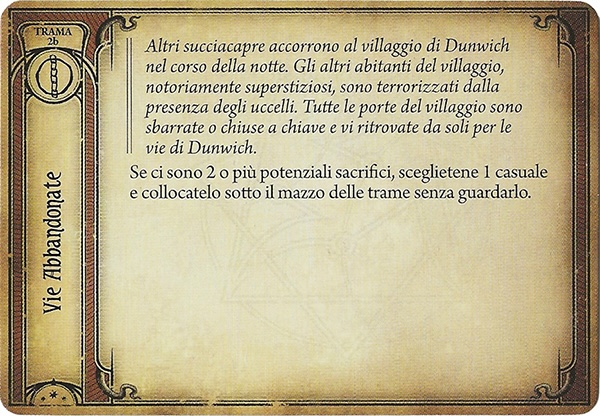 TRAMA
2b
Vie Abbandonate
Altri succiacapre accorrono al villaggio di Dunwich
nel corso della notte. Gli altri abitanti del villaggio,
notoriamente superstiziosi, sono terrorizzati dalla
presenza degli uccelli. Tutte le porte del villaggio sono
sbarrate o chiuse a chiave e vi ritrovate da soli per le
vie di Dunwich.
Se ci sono 2 o più potenziali sacrifici, sceglietene 1 casuale
e collocatelo sotto il mazzo delle trame senza guardarlo.